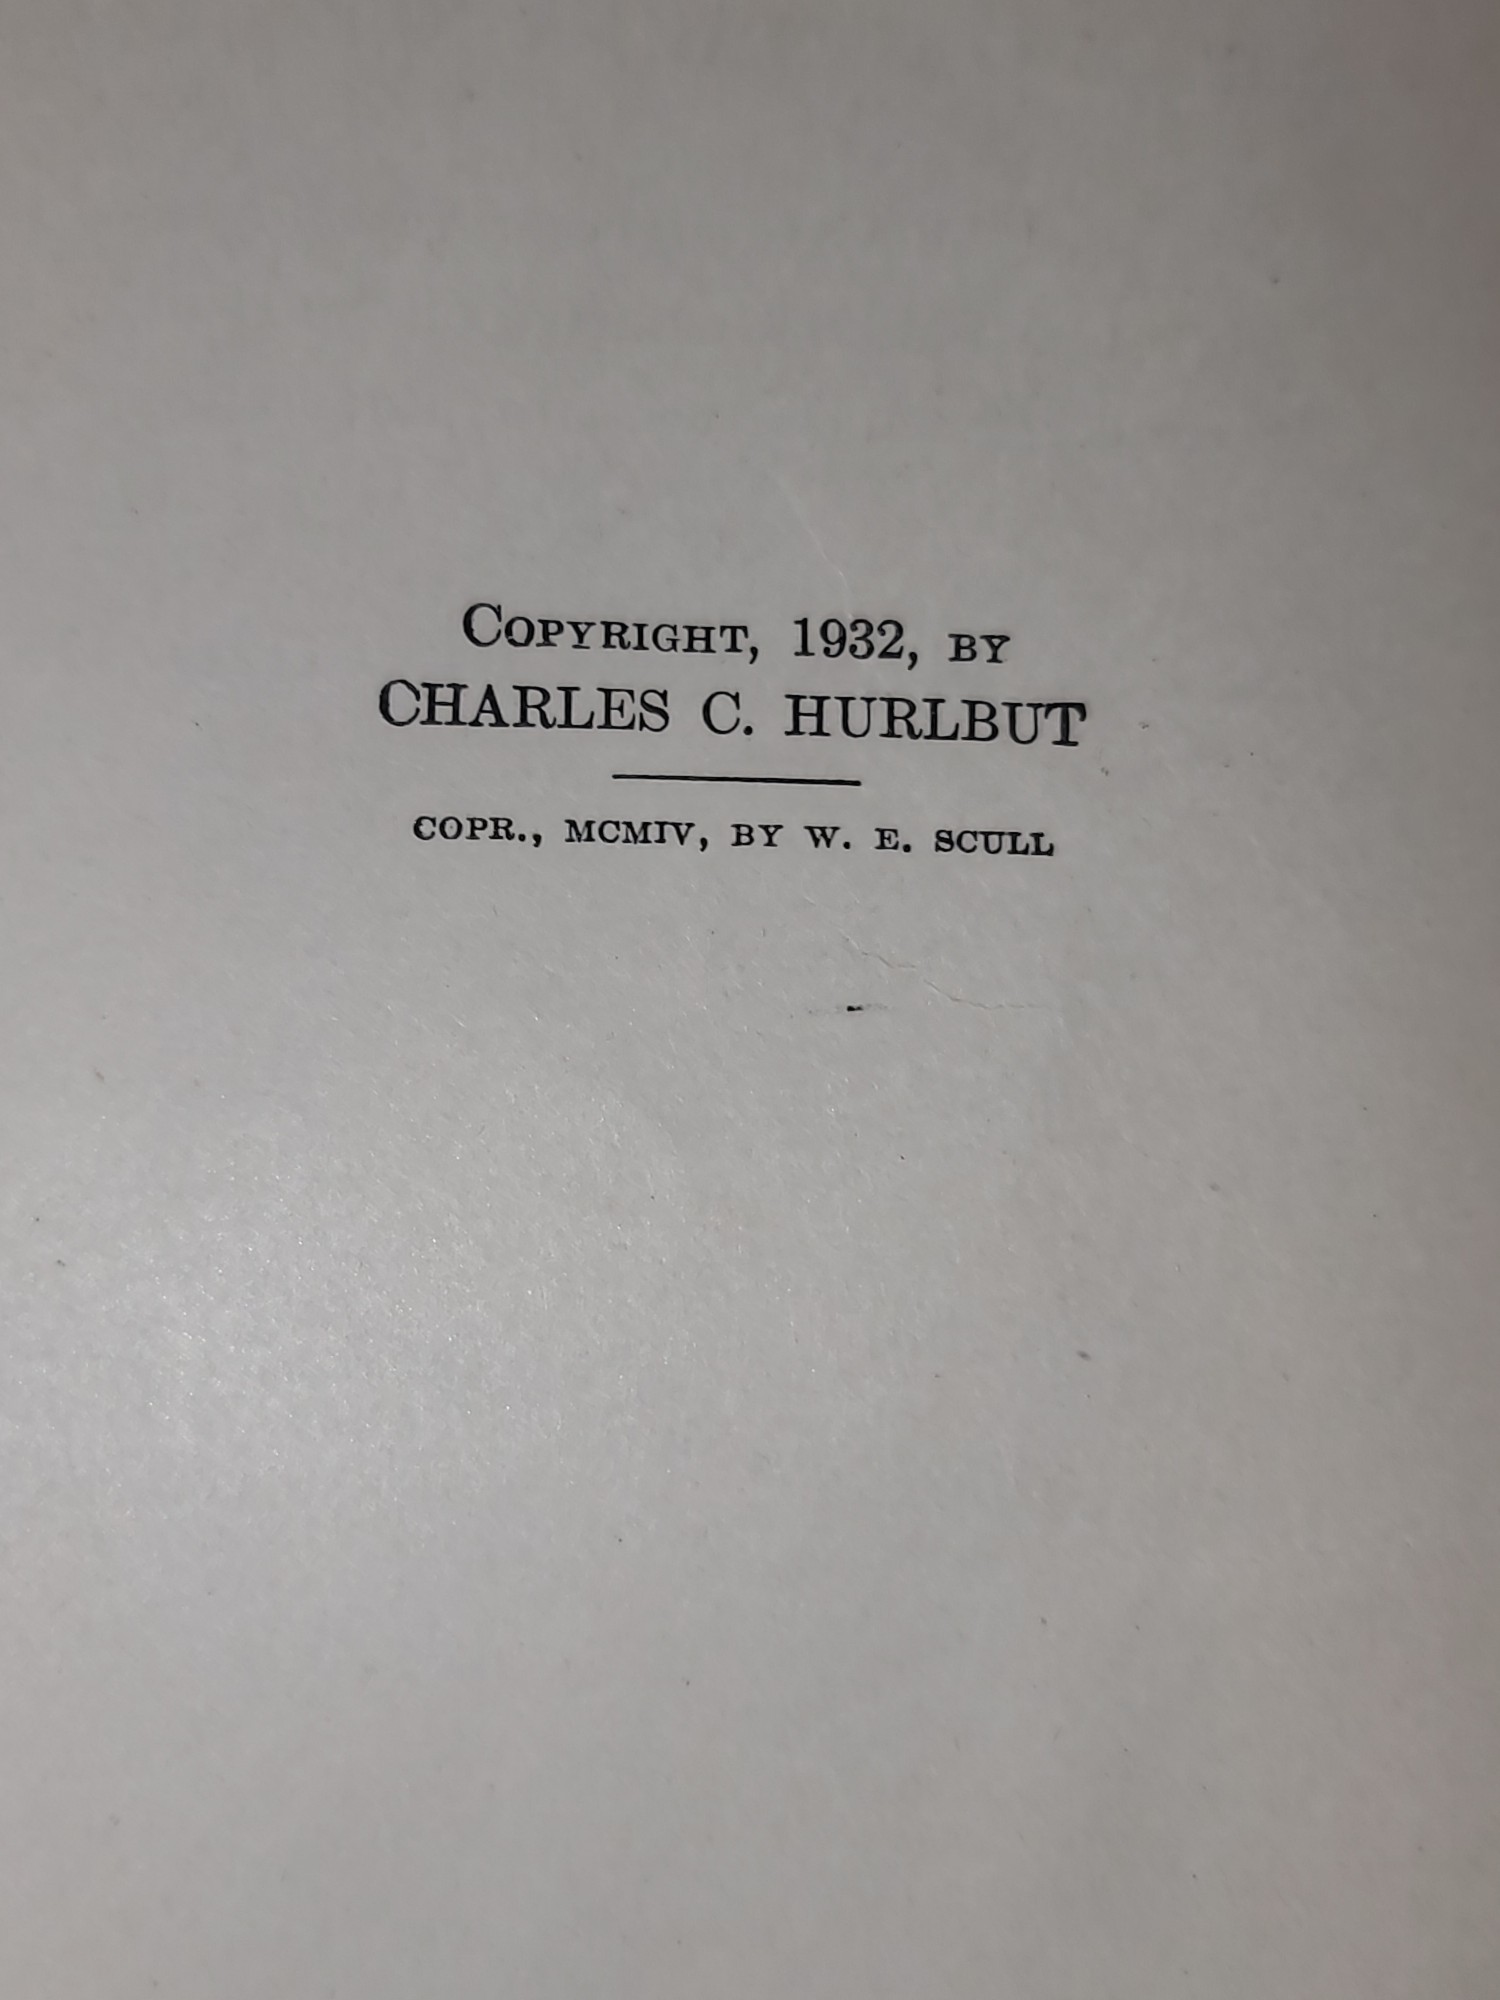 Copyright, 1932, by
CHARLES C. HURLBUT
COPR., MCMIV, BY W. E. SCULL